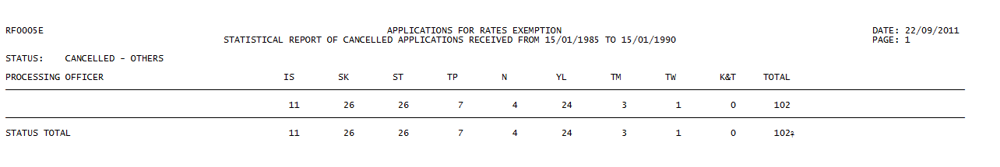 RF0005E APPLICATIONS FOR RATES EXEMPTION DATE: 22/09/2011
STATISTICAL REPORT OF CANCELLED APPLICATIONS RECEIVED FROM 15/01/1985 TO 15/01/1990 PAGE: 1
STATUS: CANCELLED - OTHERS
PROCESSING OFFICER IS SK ST TP N YL TM TW K&T TOTAL
11 26 26 7 4 24 3 1 0 102
STATUS TOTAL 11 26 26 7 4 24 3 1 0 102